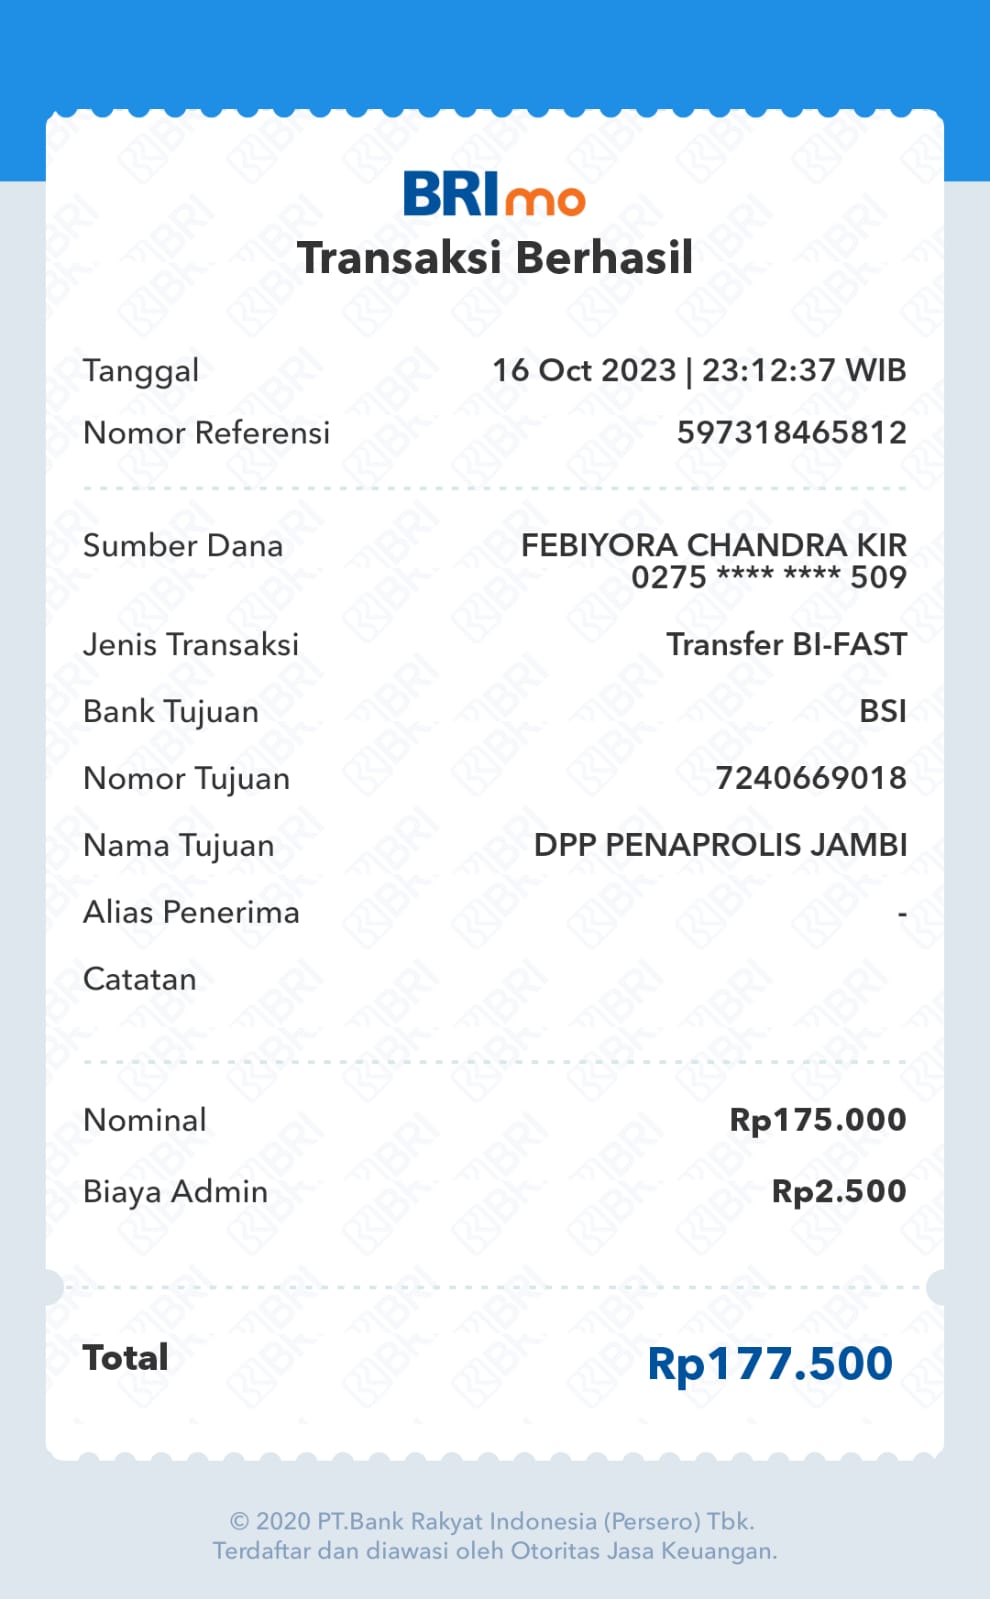 BRImo
Transaksi Berhasil
Tanggal 16 Oct 2023 | 23:12:37 WIB
Nomor Referensi 597318465812
Sumber Dana FEBIYORA CHANDRA KIR
0275 **** **** 509
Jenis Transaksi Transfer BI-FAST
Bank Tujuan BSI
Nomor Tujuan 7240669018
Nama Tujuan DPP PENAPROLIS JAMBI
Alias Penerima -
Catatan
Nominal Rp175.000
Biaya Admin Rp2.500
Total Rp177.500
© 2020 PT.Bank Rakyat Indonesia (Persero) Tbk.
Terdaftar dan diawasi oleh Otoritas Jasa Keuangan.